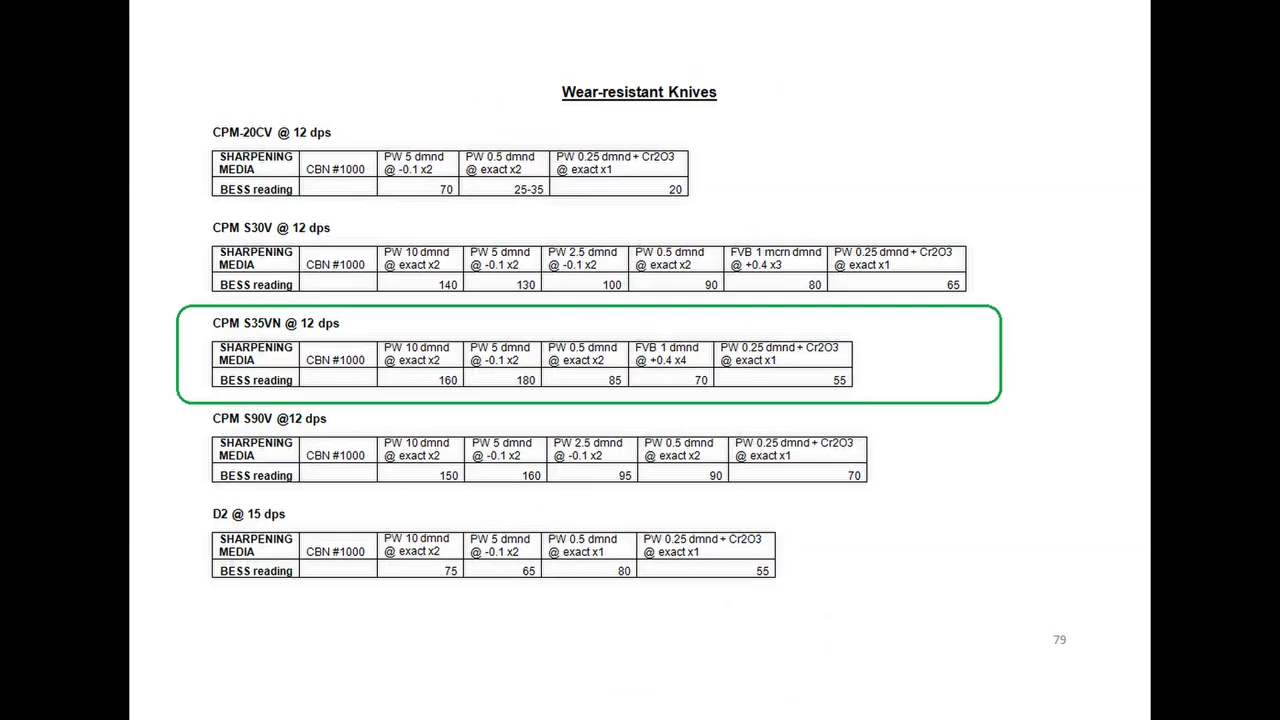 Wear-resistant Knives
CPM-20CV @ 12 dps
SHARPENING MEDIA CBN #1000 PW 5 dmnd @ -0.1 x2 PW 0.5 dmnd @ exact x2 PW 0.25 dmnd + Cr2O3 @ exact x1
BESS reading 70 25-35 20
CPM S30V @ 12 dps
SHARPENING MEDIA CBN #1000 PW 10 dmnd @ exact x2 PW 5 dmnd @ -0.1 x2 PW 2.5 dmnd @ -0.1 x2 PW 0.5 dmnd @ exact x2 FVB 1 mcrn dmnd @ +0.4 x3 PW 0.25 dmnd + Cr2O3 @ exact x1
BESS reading 140 130 100 90 80 65
CPM S35VN @ 12 dps
SHARPENING MEDIA CBN #1000 PW 10 dmnd @ exact x2 PW 5 dmnd @ -0.1 x2 PW 0.5 dmnd @ exact x2 FVB 1 dmnd @ +0.4 x4 PW 0.25 dmnd + Cr2O3 @ exact x1
BESS reading 160 180 85 70 55
CPM S90V @12 dps
SHARPENING MEDIA CBN #1000 PW 10 dmnd @ exact x2 PW 5 dmnd @ -0.1 x2 PW 2.5 dmnd @ -0.1 x2 PW 0.5 dmnd @ exact x2 PW 0.25 dmnd + Cr2O3 @ exact x1
BESS reading 150 160 95 90 70
D2 @ 15 dps
SHARPENING MEDIA CBN #1000 PW 10 dmnd @ exact x2 PW 5 dmnd @ -0.1 x2 PW 0.5 dmnd @ exact x1 PW 0.25 dmnd + Cr2O3 @ exact x1
BESS reading 75 65 80 55
79